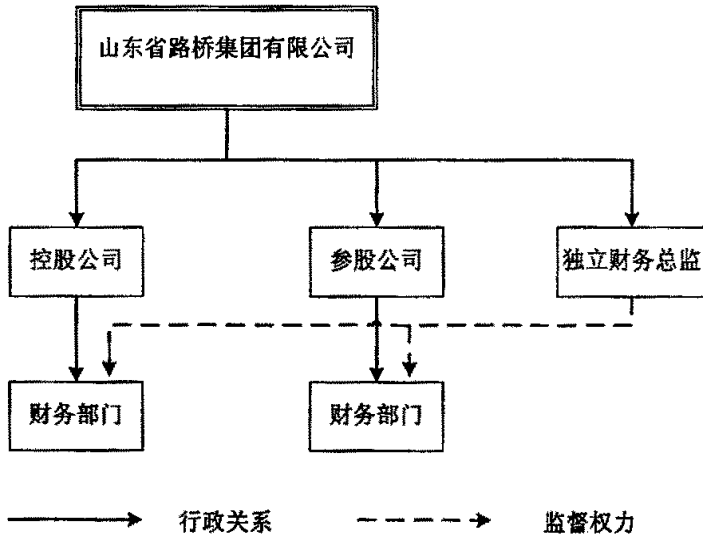 山东省路桥集团有限公司
控股公司
参股公司
独立财务总监
财务部门
财务部门
行政关系
监督权力